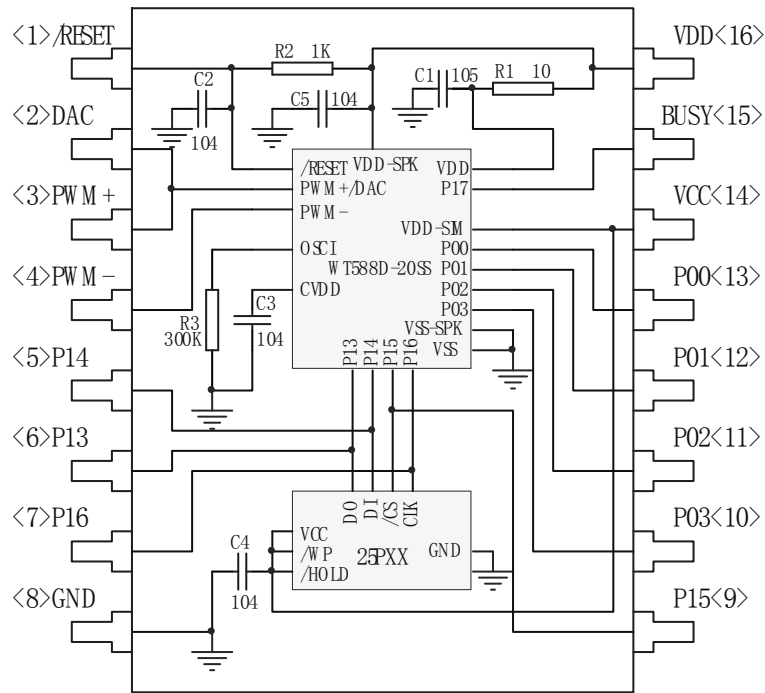 <1>/RESET
VDD<16>
R2 1K
C2
C1 105
R1 10
C5
104
<2>DAC
BUSY<15>
104
/RESET
VDD-SPK
VDD
PWM+/DAC
P17
<3>PWM+
VCC<14>
PWM-
VDD-SIM
OSCI
P00
WT588D-20SS
P01
<4>PWM-
P00<13>
CVDD
P02
C3
P03
R3
300K
104
VSS-SPK
VSS
P13
P14
P15
P16
<5>P14
P01<12>
<6>P13
P02<11>
DO
DI
/CS
CIK
<7>P16
P03<10>
VCC
C4
/WP
25PXX
GND
/HOLD
104
<8>GND
P15<9>